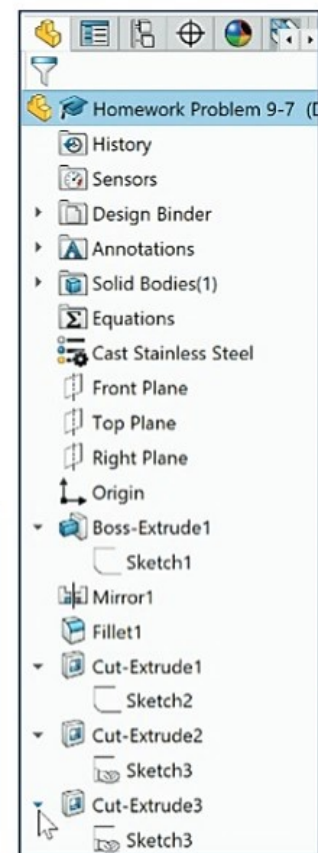 Homework Problem 9-7 (D
History
Sensors
Design Binder
Annotations
Solid Bodies(1)
Equations
Cast Stainless Steel
Front Plane
Top Plane
Right Plane
Origin
Boss-Extrude1
Sketch1
Mirror1
Fillet1
Cut-Extrude1
Sketch2
Cut-Extrude2
Sketch3
Cut-Extrude3
Sketch3